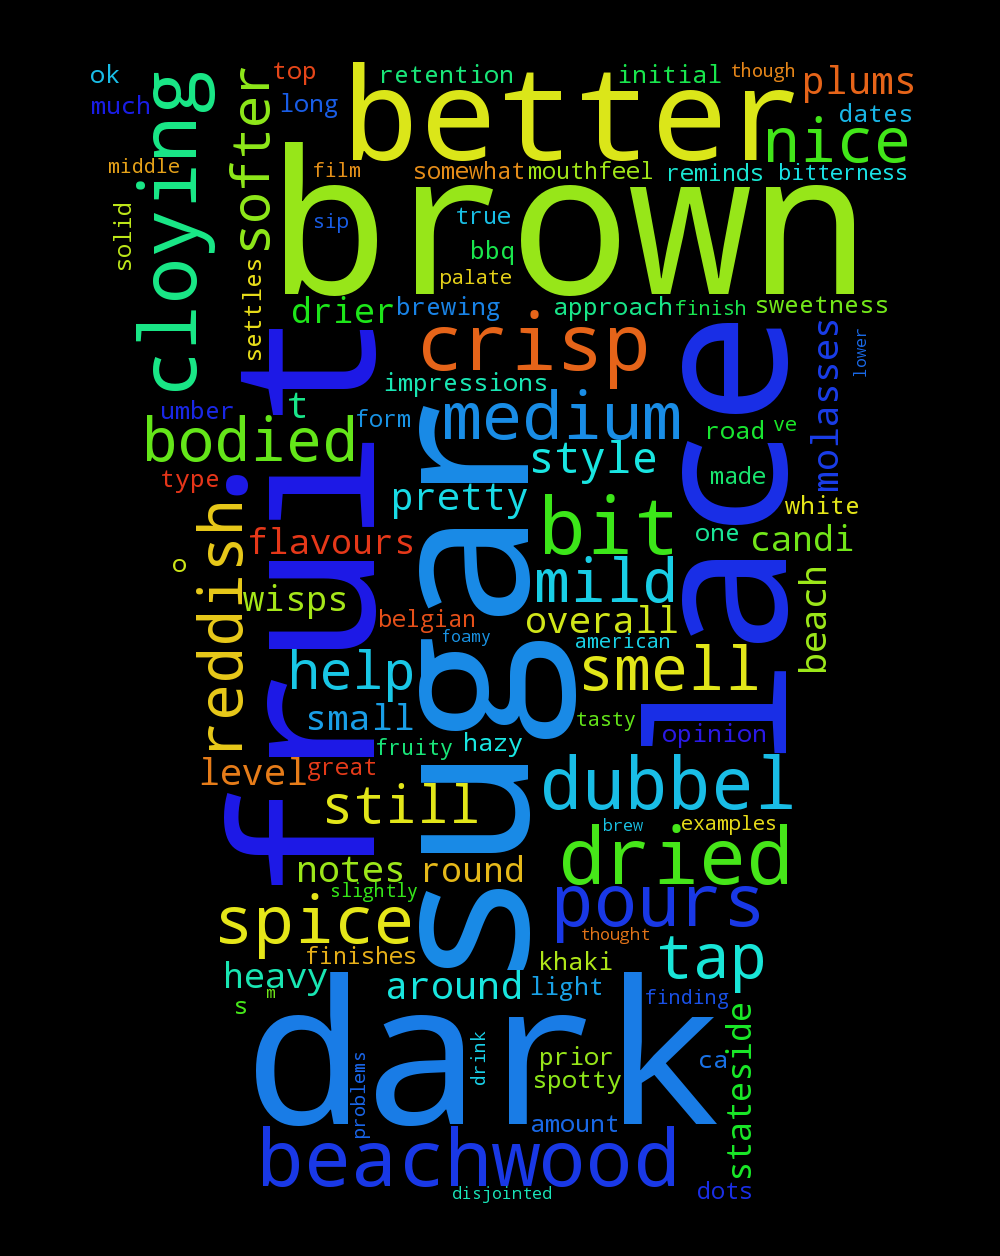 ok
top
retention
initial
though
plums
much
long
better
dates
cloying
softer
nice
middle
film
somewhat
mouthfeel
reminds
bitterness
brown
solid
sip
true
bbq
palate
settles
drier
brewing
approach
finish
sweetness
crisp
lace
molasses
lower
fruit
impressions
umber
t
form
medium
road
ve
bodied
style
type
pretty
made
sugar
reddish
bit
white
flavours
one
candi
o
mild
beach
wisps
belgian
overall
foamy
american
help
smell
small
tasty
opinion
fruity
hazy
level
great
dubbel
still
brew
examples
dried
notes
round
slightly
pours
spice
thought
finishes
khaki
tap
heavy
around
light
m
s
finding
dark
stateside
drink
prior
ca
problems
spotty
amount
beachwood
disjointed
dots